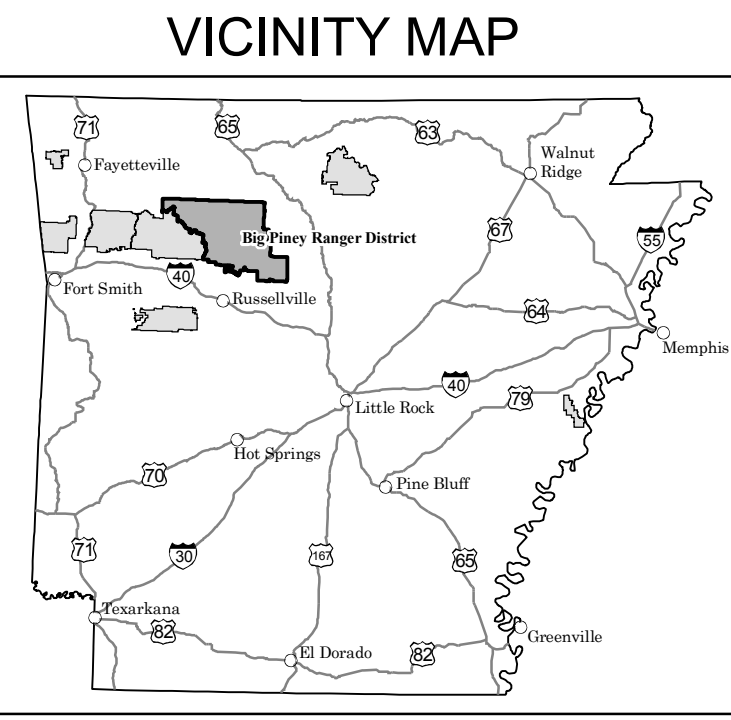 VICINITY MAP
71
65
63
Fayetteville
Walnut
Ridge
67
55
Big Piney Ranger District
40
Fort Smith
Russellville
64
Memphis
40
79
Little Rock
Hot Springs
70
Pine Bluff
71
30
167
65
Texarkana
82
Greenville
El Dorado
82